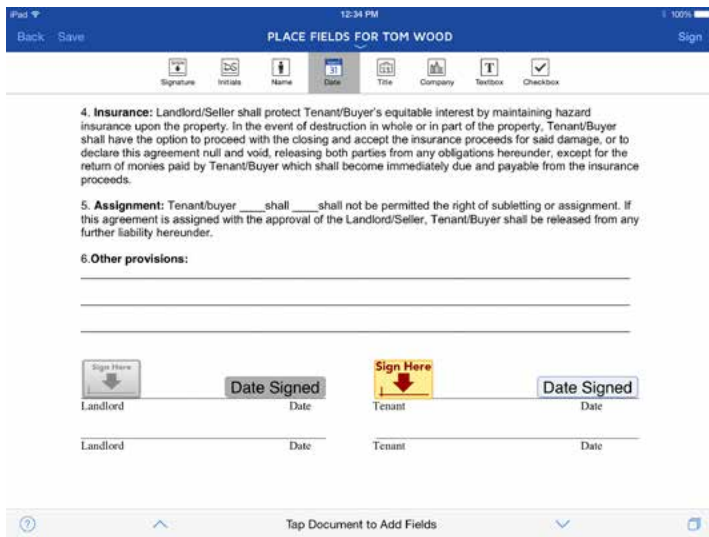 iPad 12:34 PM 100%
Back Save PLACE FIELDS FOR TOM WOOD Sign
Signature Initials Name Date Title Company Textbox Checkbox
4. Insurance: Landlord/Seller shall protect Tenant/Buyer's equitable interest by maintaining hazard
insurance upon the property. In the event of destruction in whole or in part of the property, Tenant/Buyer
shall have the option to proceed with the closing and accept the insurance proceeds for said damage, or to
declare this agreement null and void, releasing both parties from any obligations hereunder, except for the
return of monies paid by Tenant/Buyer which shall become immediately due and payable from the insurance
proceeds.
5. Assignment: Tenant/buyer ____shall ____shall not be permitted the right of subletting or assignment. If
this agreement is assigned with the approval of the Landlord/Seller, Tenant/Buyer shall be released from any
further liability hereunder.
6.Other provisions:
Sign Here Date Signed Sign Here Date Signed
Landlord Date Tenant Date
Landlord Date Tenant Date
Tap Document to Add Fields